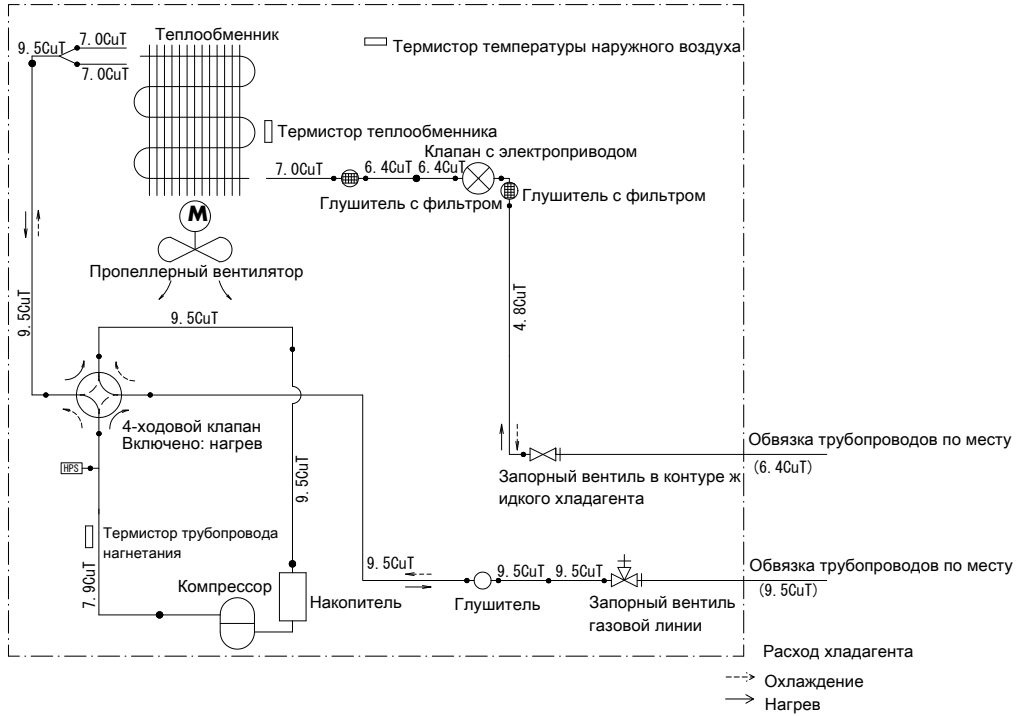 7.0CuT
Теплообменник
9.5CuT
7.0CuT
Термистор температуры наружного воздуха
Термистор теплообменника
Клапан с электроприводом
7.0CuT
6.4CuT
6.4CuT
Глушитель с фильтром
Глушитель с фильтром
M
Пропеллерный вентилятор
9.5CuT
4.8CuT
9.5CuT
4-ходовой клапан
Включено: нагрев
HPS
9.5CuT
Обвязка трубопроводов по месту
(6.4CuT)
Запорный вентиль в контуре ж
идкого хладагента
Термистор трубопровода
нагнетания
7.9CuT
Компрессор
Накопитель
9.5CuT
Глушитель
9.5CuT
9.5CuT
Запорный вентиль
газовой линии
Обвязка трубопроводов по месту
(9.5CuT)
Расход хладагента
Охлаждение
Нагрев